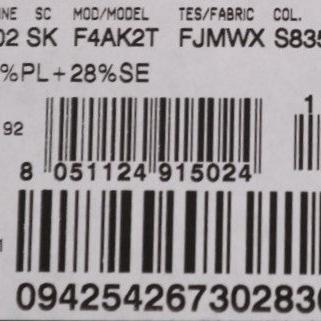 NE SC MOD/MODEL TES/FABRIC COL.
02 SK F4AK2T FJMWX S835
%PL+28%SE
1
92
8 051124 915024
094254267302830